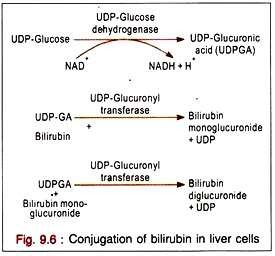 UDP-Glucose
dehydrogenase
UDP-Glucose
UDP-Glucuronic
acid (UDPGA)
NAD+
NADH + H+
UDP-Glucuronyl
transferase
UDP-GA
+
Bilirubin
Bilirubin
monoglucuronide
+ UDP
UDP-Glucuronyl
transferase
UDPGA
.+
Bilirubin mono-
glucuronide
Bilirubin
diglucuronide
+ UDP
Fig. 9.6 : Conjugation of bilirubin in liver cells